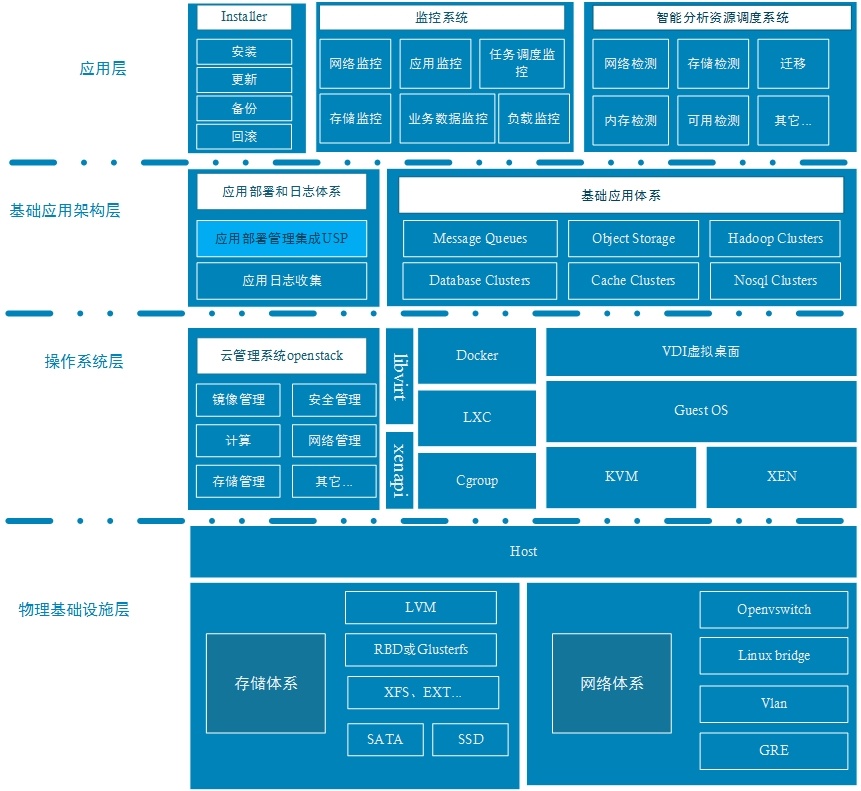 应用层
Installer
安装
更新
备份
回滚
监控系统
网络监控
应用监控
任务调度监
控
存储监控
业务数据监控
负载监控
智能分析资源调度系统
网络检测
存储检测
迁移
内存检测
可用检测
其它...
基础应用架构层
应用部署和日志体系
应用部署管理集成USP
应用日志收集
基础应用体系
Message Queues
Object Storage
Hadoop Clusters
Database Clusters
Cache Clusters
Nosql Clusters
操作系统层
云管理系统openstack
镜像管理
安全管理
计算
网络管理
存储管理
其它...
libvirt
xenapi
Docker
LXC
Cgroup
VDI虚拟桌面
Guest OS
KVM
XEN
物理基础设施层
Host
存储体系
LVM
RBD或Glusterfs
XFS、EXT...
SATA
SSD
网络体系
Openvswitch
Linux bridge
Vlan
GRE